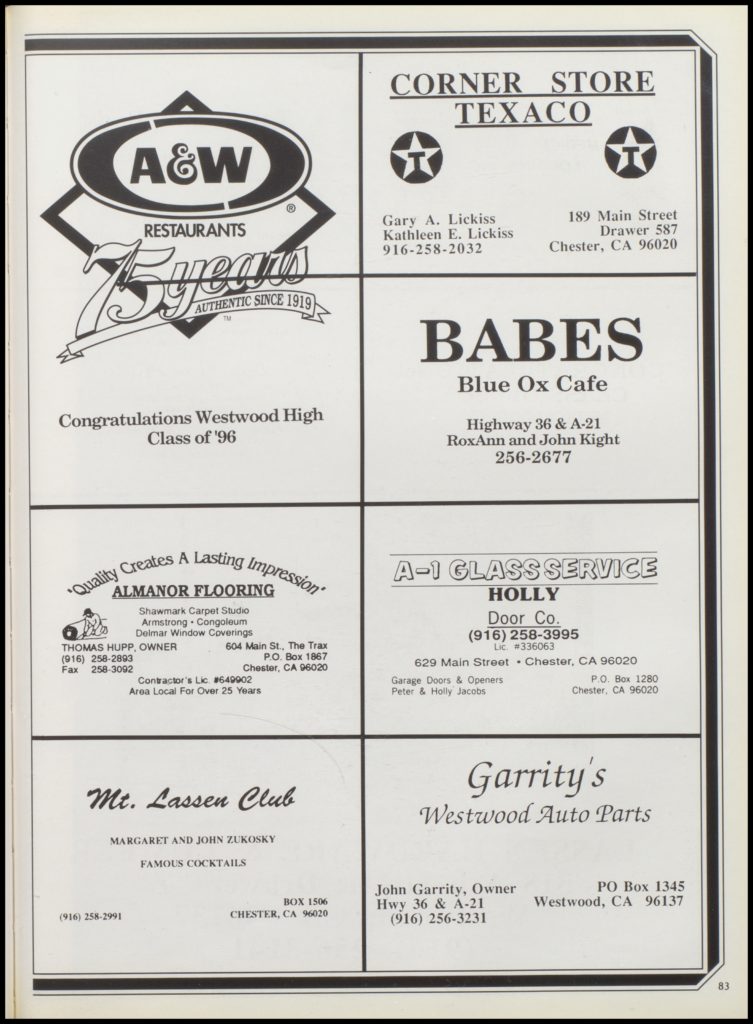 A&W
®
RESTAURANTS
75 years
AUTHENTIC SINCE 1919
TM
Congratulations Westwood High
Class of '96
CORNER STORE
TEXACO
T
T
Gary A. Lickiss
Kathleen E. Lickiss
916-258-2032
189 Main Street
Drawer 587
Chester, CA 96020
BABES
Blue Ox Cafe
Highway 36 & A-21
RoxAnn and John Kight
256-2677
"Quality Creates A Lasting Impression"
ALMANOR FLOORING
Shawmark Carpet Studio
Armstrong • Congoleum
Delmar Window Coverings
THOMAS HUPP, OWNER
(916) 258-2893
Fax 258-3092
604 Main St., The Trax
P.O. Box 1867
Chester, CA 96020
Contractor's Lic. #649902
Area Local For Over 25 Years
A-1 GLASS SERVICE
HOLLY
Door Co.
(916) 258-3995
Lic. #336063
629 Main Street • Chester, CA 96020
Garage Doors & Openers
Peter & Holly Jacobs
P.O. Box 1280
Chester, CA 96020
Mt. Lassen Club
MARGARET AND JOHN ZUKOSKY
FAMOUS COCKTAILS
(916) 258-2991
BOX 1506
CHESTER, CA 96020
Garrity's
Westwood Auto Parts
John Garrity, Owner
Hwy 36 & A-21
(916) 256-3231
PO Box 1345
Westwood, CA 96137
83